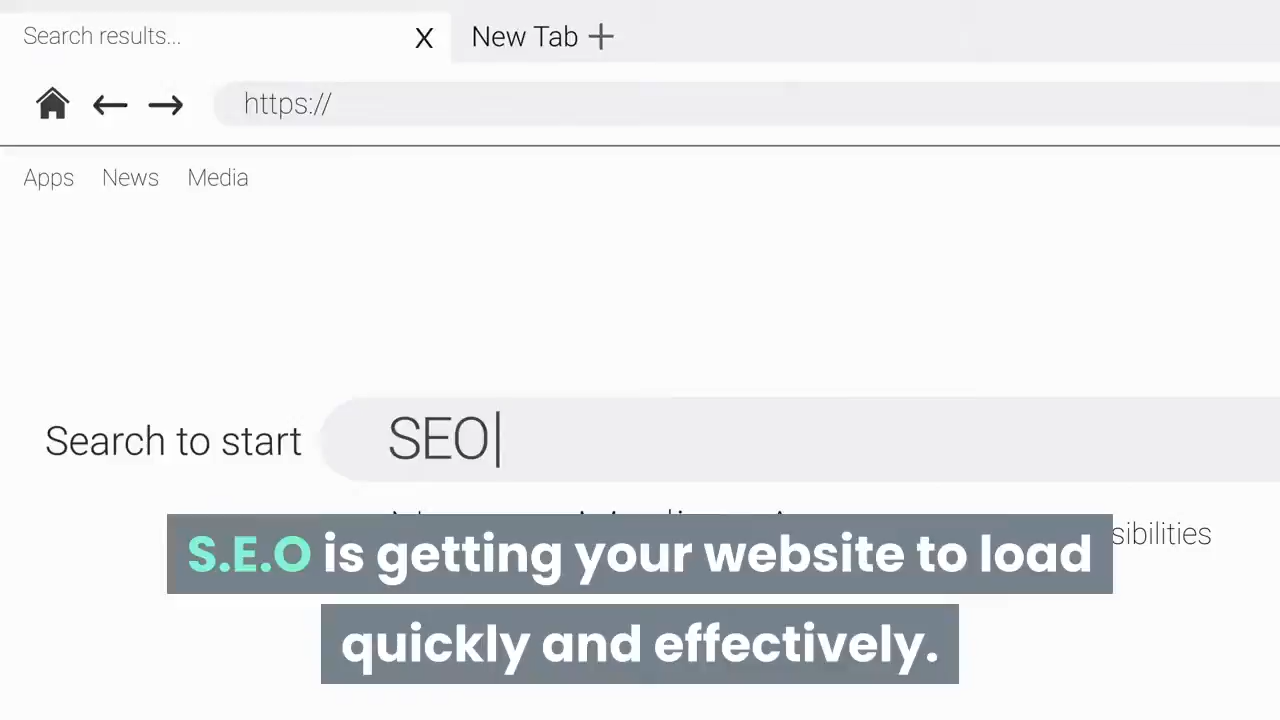 Search results... X New Tab +
https://
Apps News Media
Search to start SEO
sibilities
S.E.O is getting your website to load
quickly and effectively.